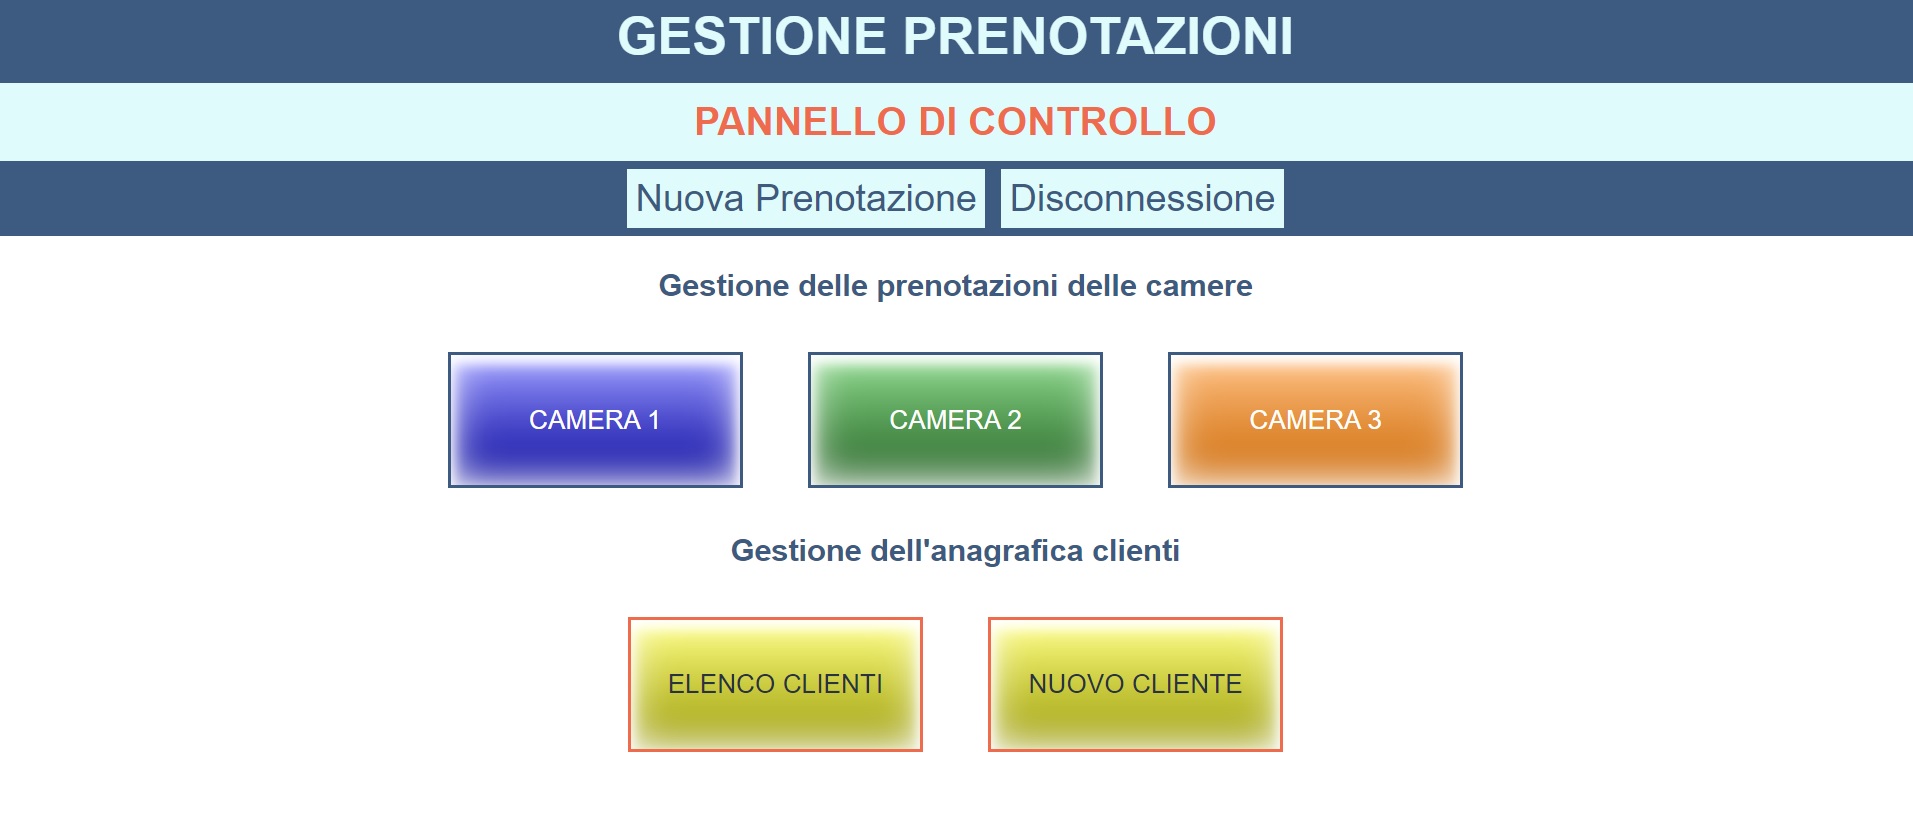 GESTIONE PRENOTAZIONI
PANNELLO DI CONTROLLO
Nuova Prenotazione Disconnessione
Gestione delle prenotazioni delle camere
CAMERA 1 CAMERA 2 CAMERA 3
Gestione dell'anagrafica clienti
ELENCO CLIENTI NUOVO CLIENTE